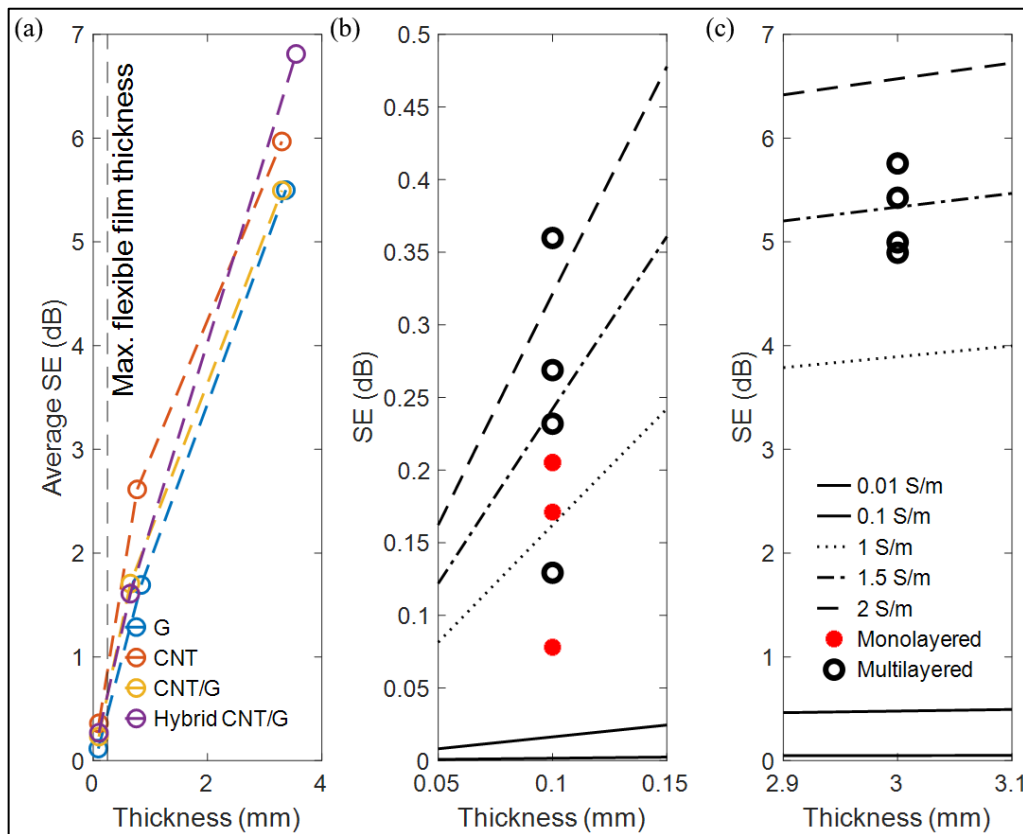 (a)
7
6
5
4
3
2
1
0
Average SE (dB)
Max. flexible film thickness
G
CNT
CNT/G
Hybrid CNT/G
0
2
4
Thickness (mm)
(b)
0.5
0.45
0.4
0.35
0.3
0.25
0.2
0.15
0.1
0.05
0
SE (dB)
0.05
0.1
0.15
Thickness (mm)
(c)
7
6
5
4
3
2
1
0
SE (dB)
0.01 S/m
0.1 S/m
1 S/m
1.5 S/m
2 S/m
Monolayered
Multilayered
2.9
3
3.1
Thickness (mm)